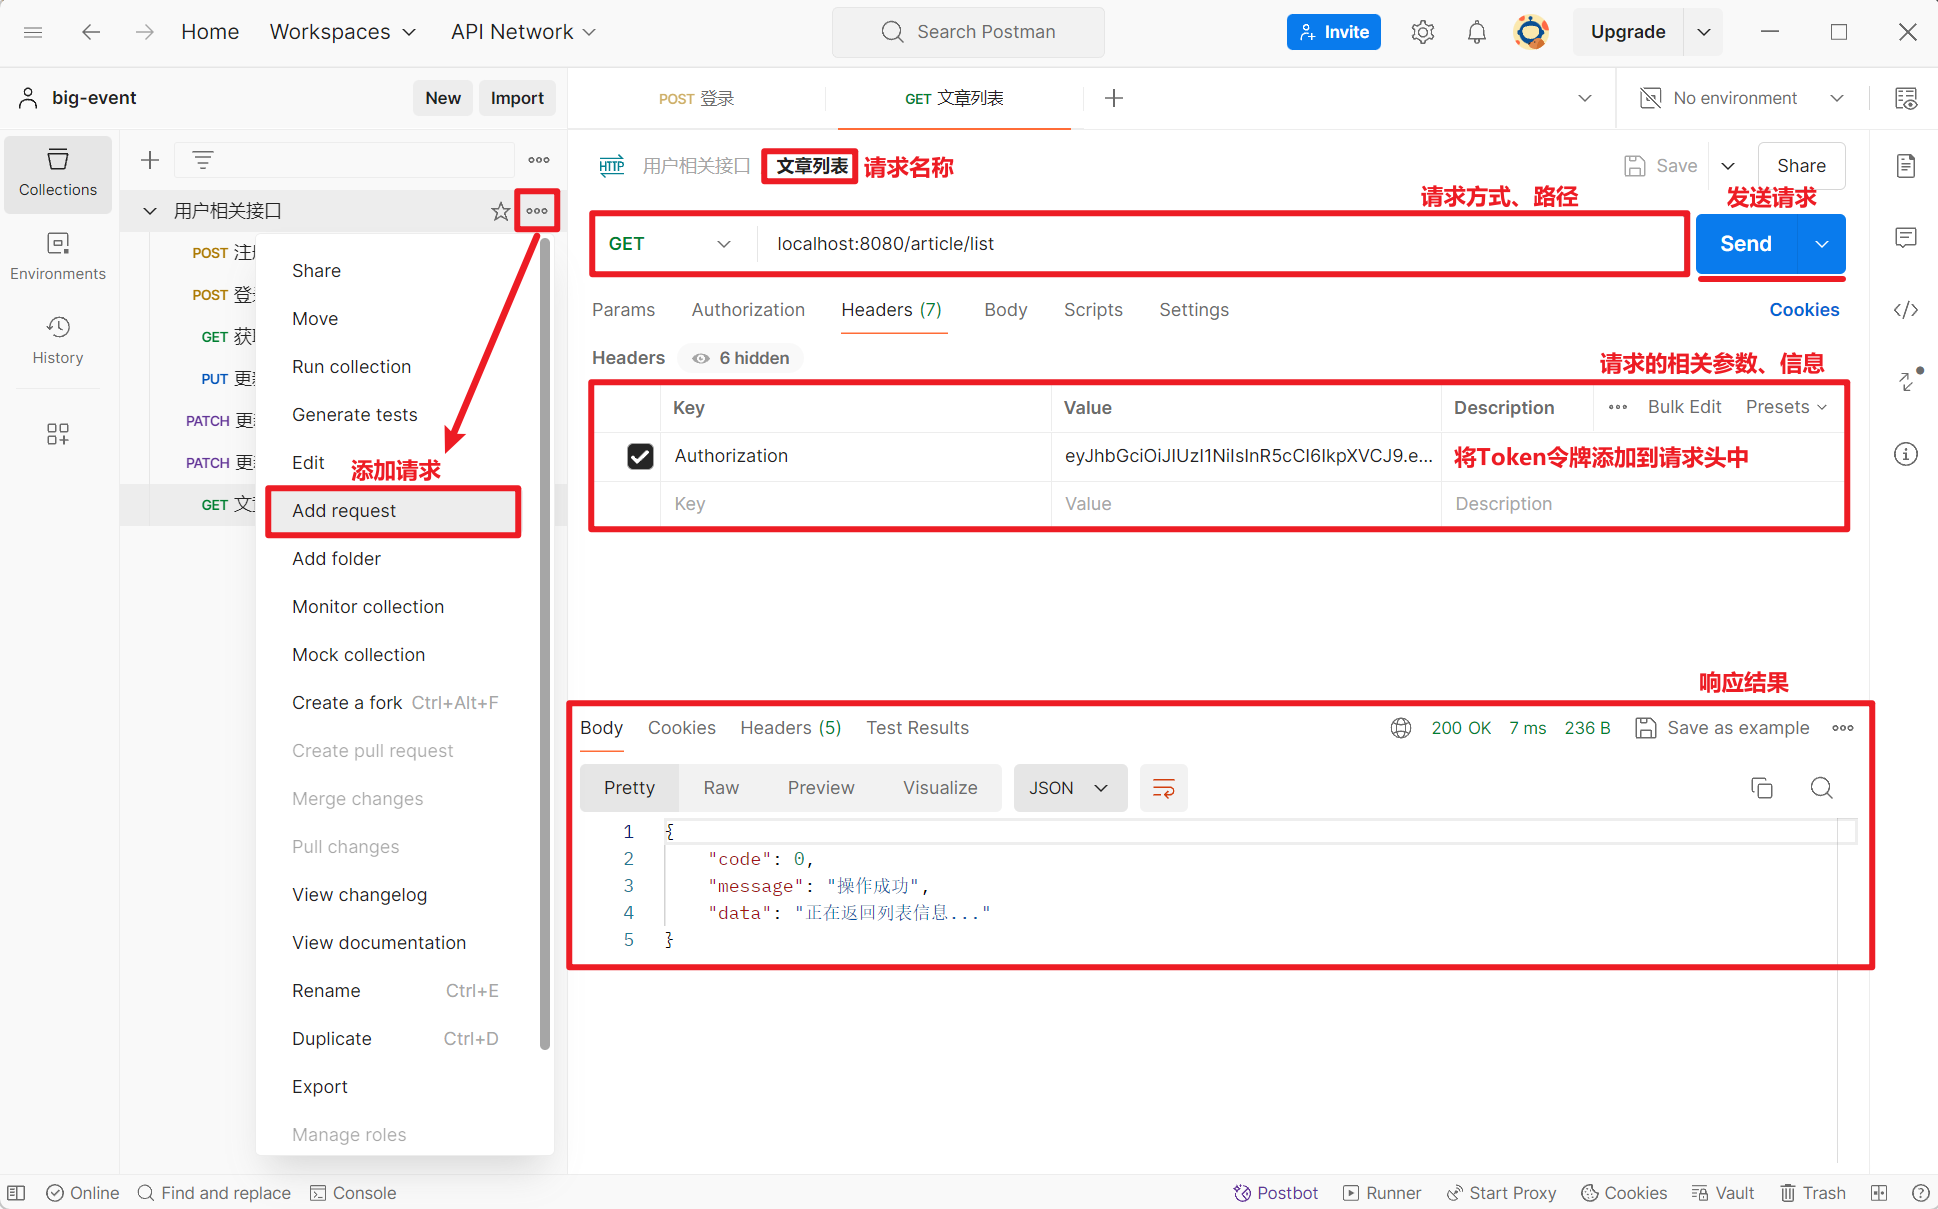 Home Workspaces API Network Search Postman Invite Upgrade
big-event New Import POST 登录 GET 文章列表 No environment
Collections
Environments
History
用户相关接口
POST 注
POST 登
GET 获
PUT 更
PATCH 更
PATCH 更
GET 文
Share
Move
Run collection
Generate tests
Edit
添加请求
Add request
Add folder
Monitor collection
Mock collection
Create a fork Ctrl+Alt+F
Create pull request
Merge changes
Pull changes
View changelog
View documentation
Rename Ctrl+E
Duplicate Ctrl+D
Export
Manage roles
HTTP 用户相关接口 文章列表 请求名称 Save Share
请求方式、路径 发送请求
GET localhost:8080/article/list Send
Params Authorization Headers (7) Body Scripts Settings Cookies
Headers 6 hidden
请求的相关参数、信息
Key Value Description Bulk Edit Presets
Authorization eyJhbGciOiJIUzI1NiIsInR5cCI6IkpXVCJ9.e... 将Token令牌添加到请求头中
Key Value Description
响应结果
Body Cookies Headers (5) Test Results 200 OK 7 ms 236 B Save as example
Pretty Raw Preview Visualize JSON
1 {
2 "code": 0,
3 "message": "操作成功",
4 "data": "正在返回列表信息..."
5 }
Online Find and replace Console Postbot Runner Start Proxy Cookies Vault Trash